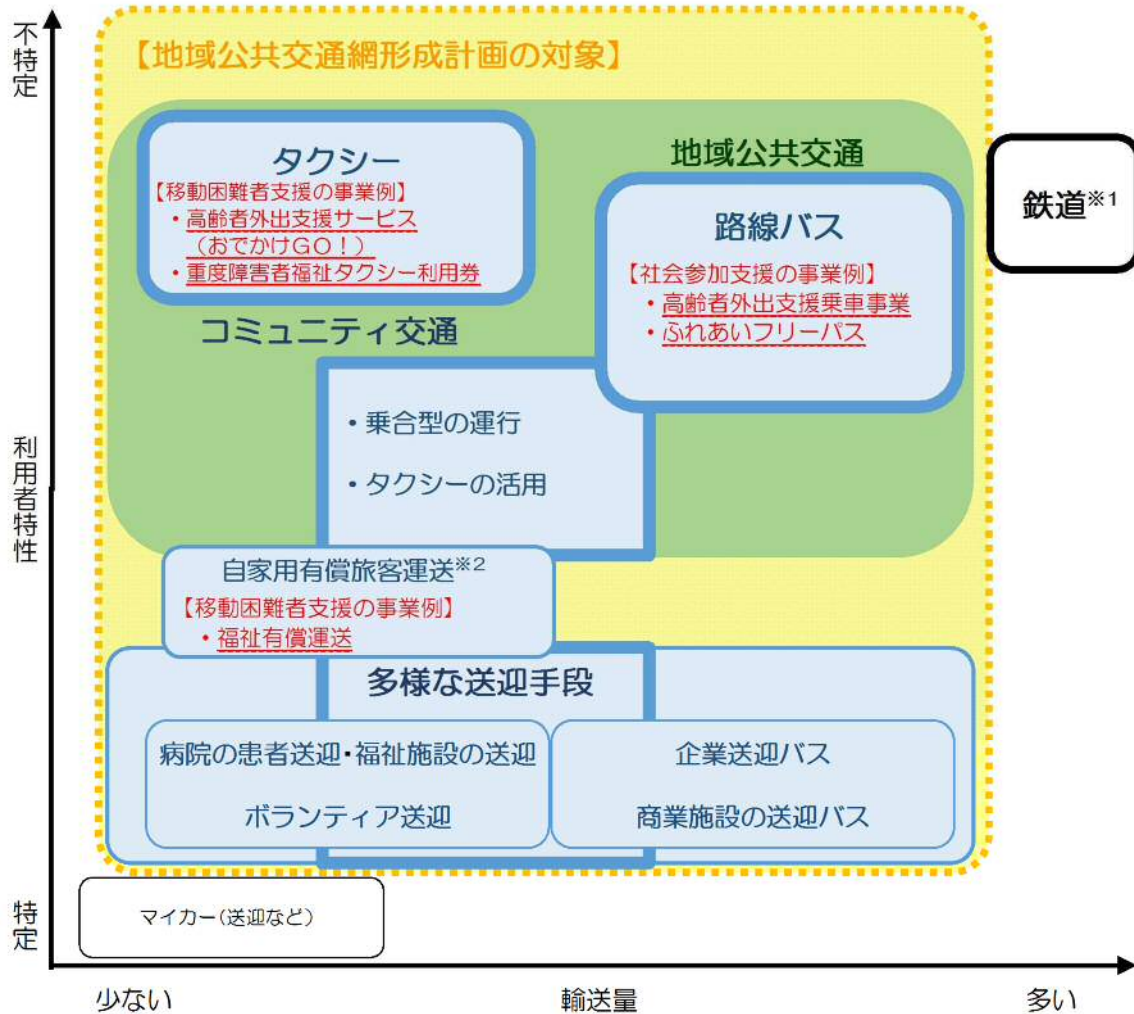 不特定
【地域公共交通網形成計画の対象】
タクシー
【移動困難者支援の事業例】
・高齢者外出支援サービス
(おでかけGO!)
・重度障害者福祉タクシー利用券
地域公共交通
路線バス
【社会参加支援の事業例】
・高齢者外出支援乗車事業
・ふれあいフリーパス
鉄道※1
コミュニティ交通
・乗合型の運行
・タクシーの活用
利用者特性
自家用有償旅客運送※2
【移動困難者支援の事業例】
・福祉有償運送
多様な送迎手段
病院の患者送迎・福祉施設の送迎
ボランティア送迎
企業送迎バス
商業施設の送迎バス
特定
マイカー(送迎など)
少ない
輸送量
多い